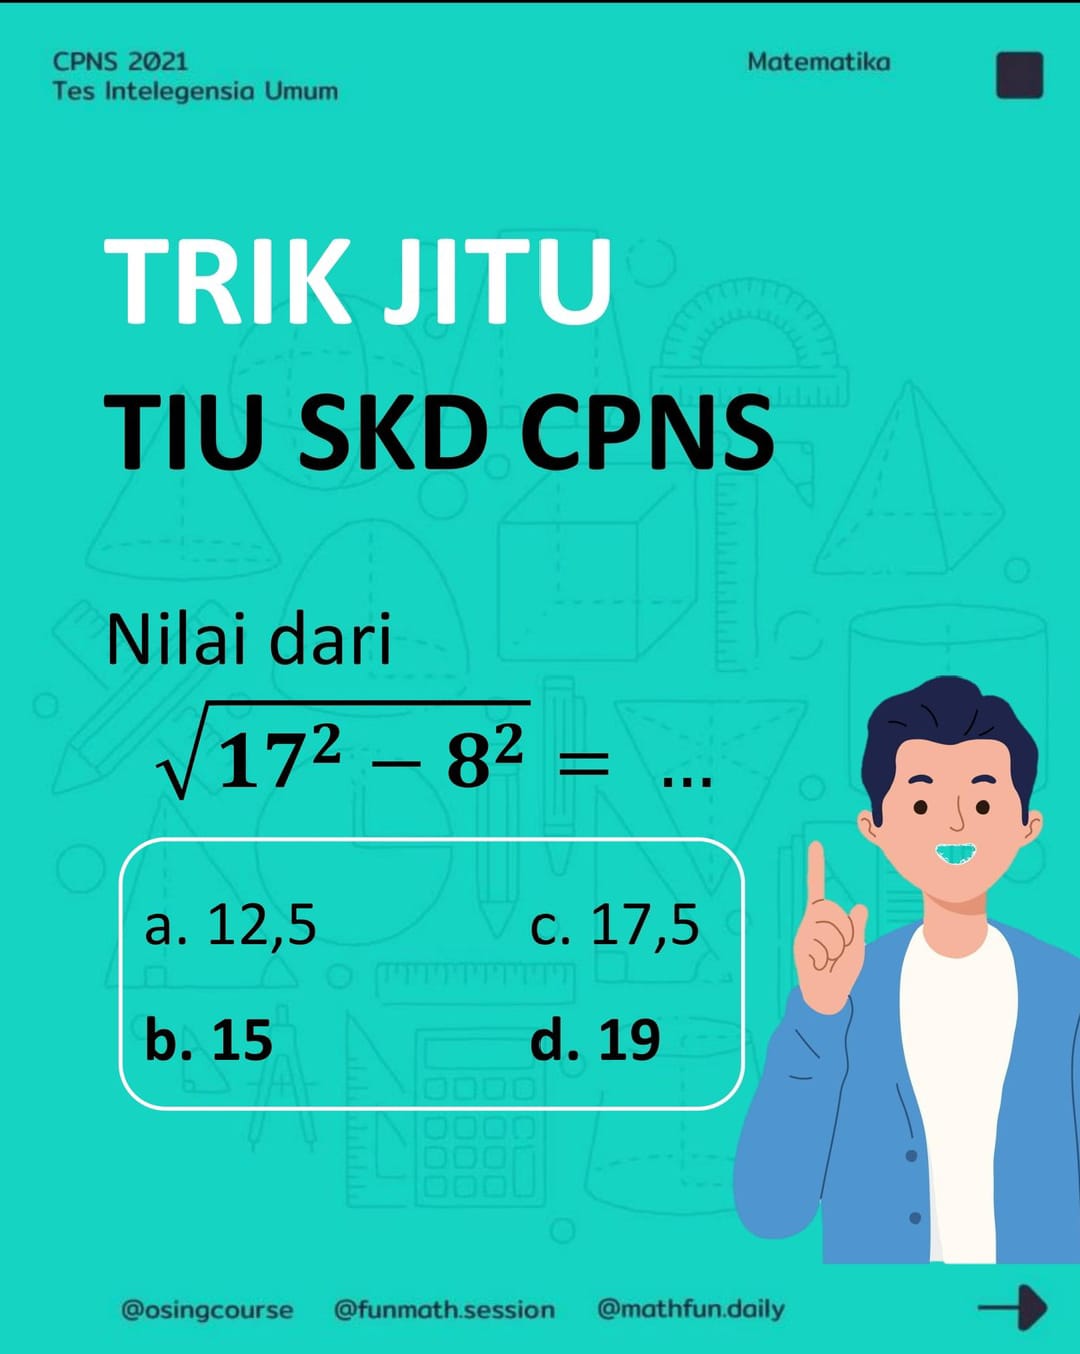 CPNS 2021
Tes Intelegensia Umum
Matematika
TRIK JITU
TIU SKD CPNS
Nilai dari
√17² − 8² = ...
a. 12,5
c. 17,5
b. 15
d. 19
@osingcourse @funmath.session @mathfun.daily